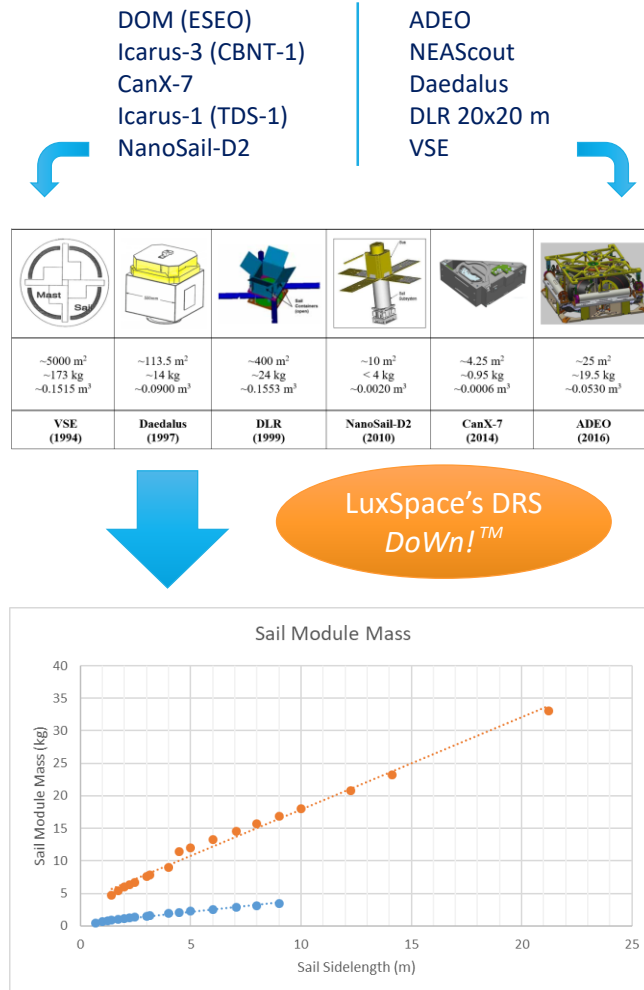 DOM (ESEO)
Icarus-3 (CBNT-1)
CanX-7
Icarus-1 (TDS-1)
NanoSail-D2
ADEO
NEAScout
Daedalus
DLR 20x20 m
VSE
Mast
Sail
Sail
Containers
(open)
Sail
Subsystem
~5000 m²
~173 kg
~0.1515 m³
~113.5 m²
~14 kg
~0.0900 m³
~400 m²
~24 kg
~0.1553 m³
~10 m²
< 4 kg
~0.0020 m³
~4.25 m²
~0.95 kg
~0.0006 m³
~25 m²
~19.5 kg
~0.0530 m³
VSE
(1994)
Daedalus
(1997)
DLR
(1999)
NanoSail-D2
(2010)
CanX-7
(2014)
ADEO
(2016)
LuxSpace’s DRS
DoWn!™
Sail Module Mass
Sail Module Mass (kg)
40
35
30
25
20
15
10
5
0
0 5 10 15 20 25
Sail Sidelength (m)